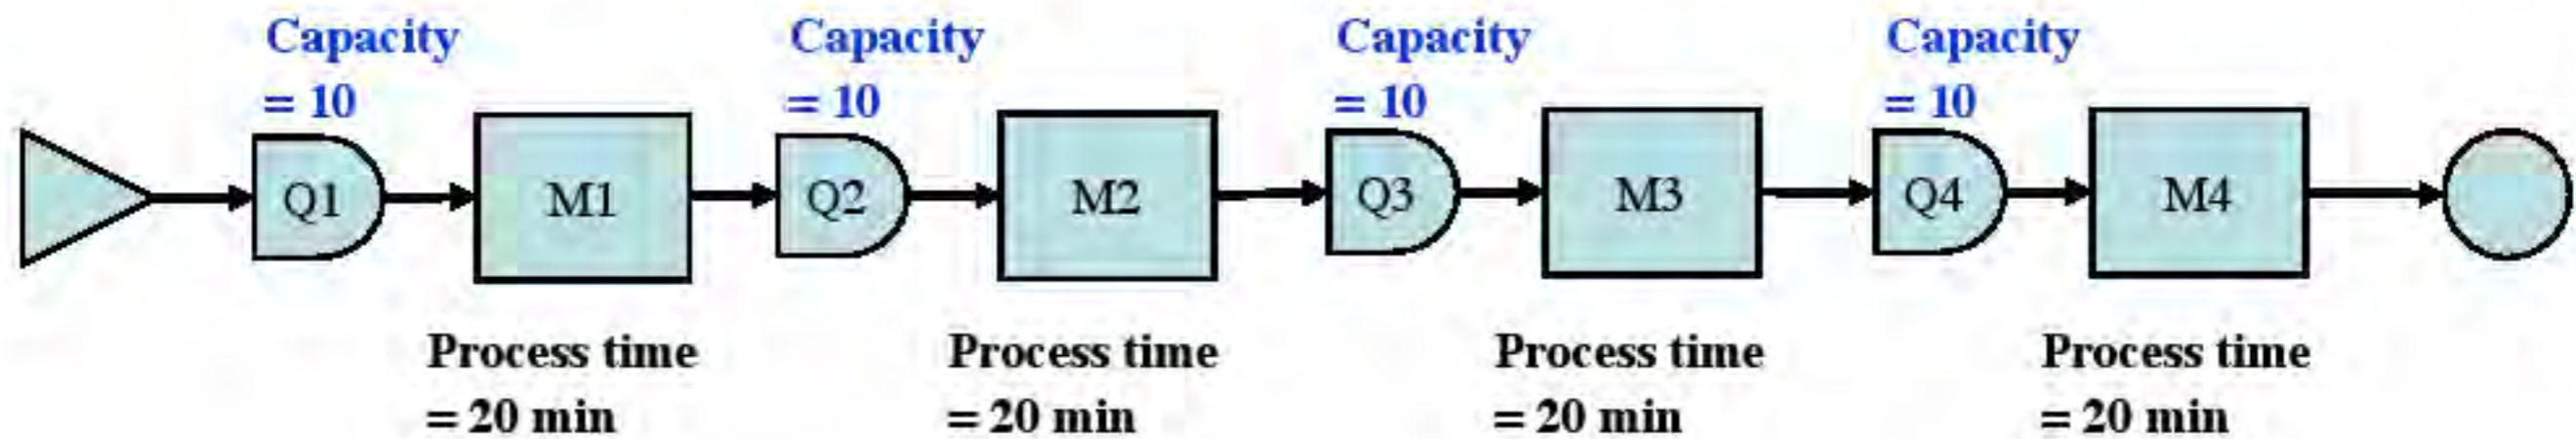 Capacity
= 10
Capacity
= 10
Capacity
= 10
Capacity
= 10
Q1
M1
Q2
M2
Q3
M3
Q4
M4
Process time
= 20 min
Process time
= 20 min
Process time
= 20 min
Process time
= 20 min